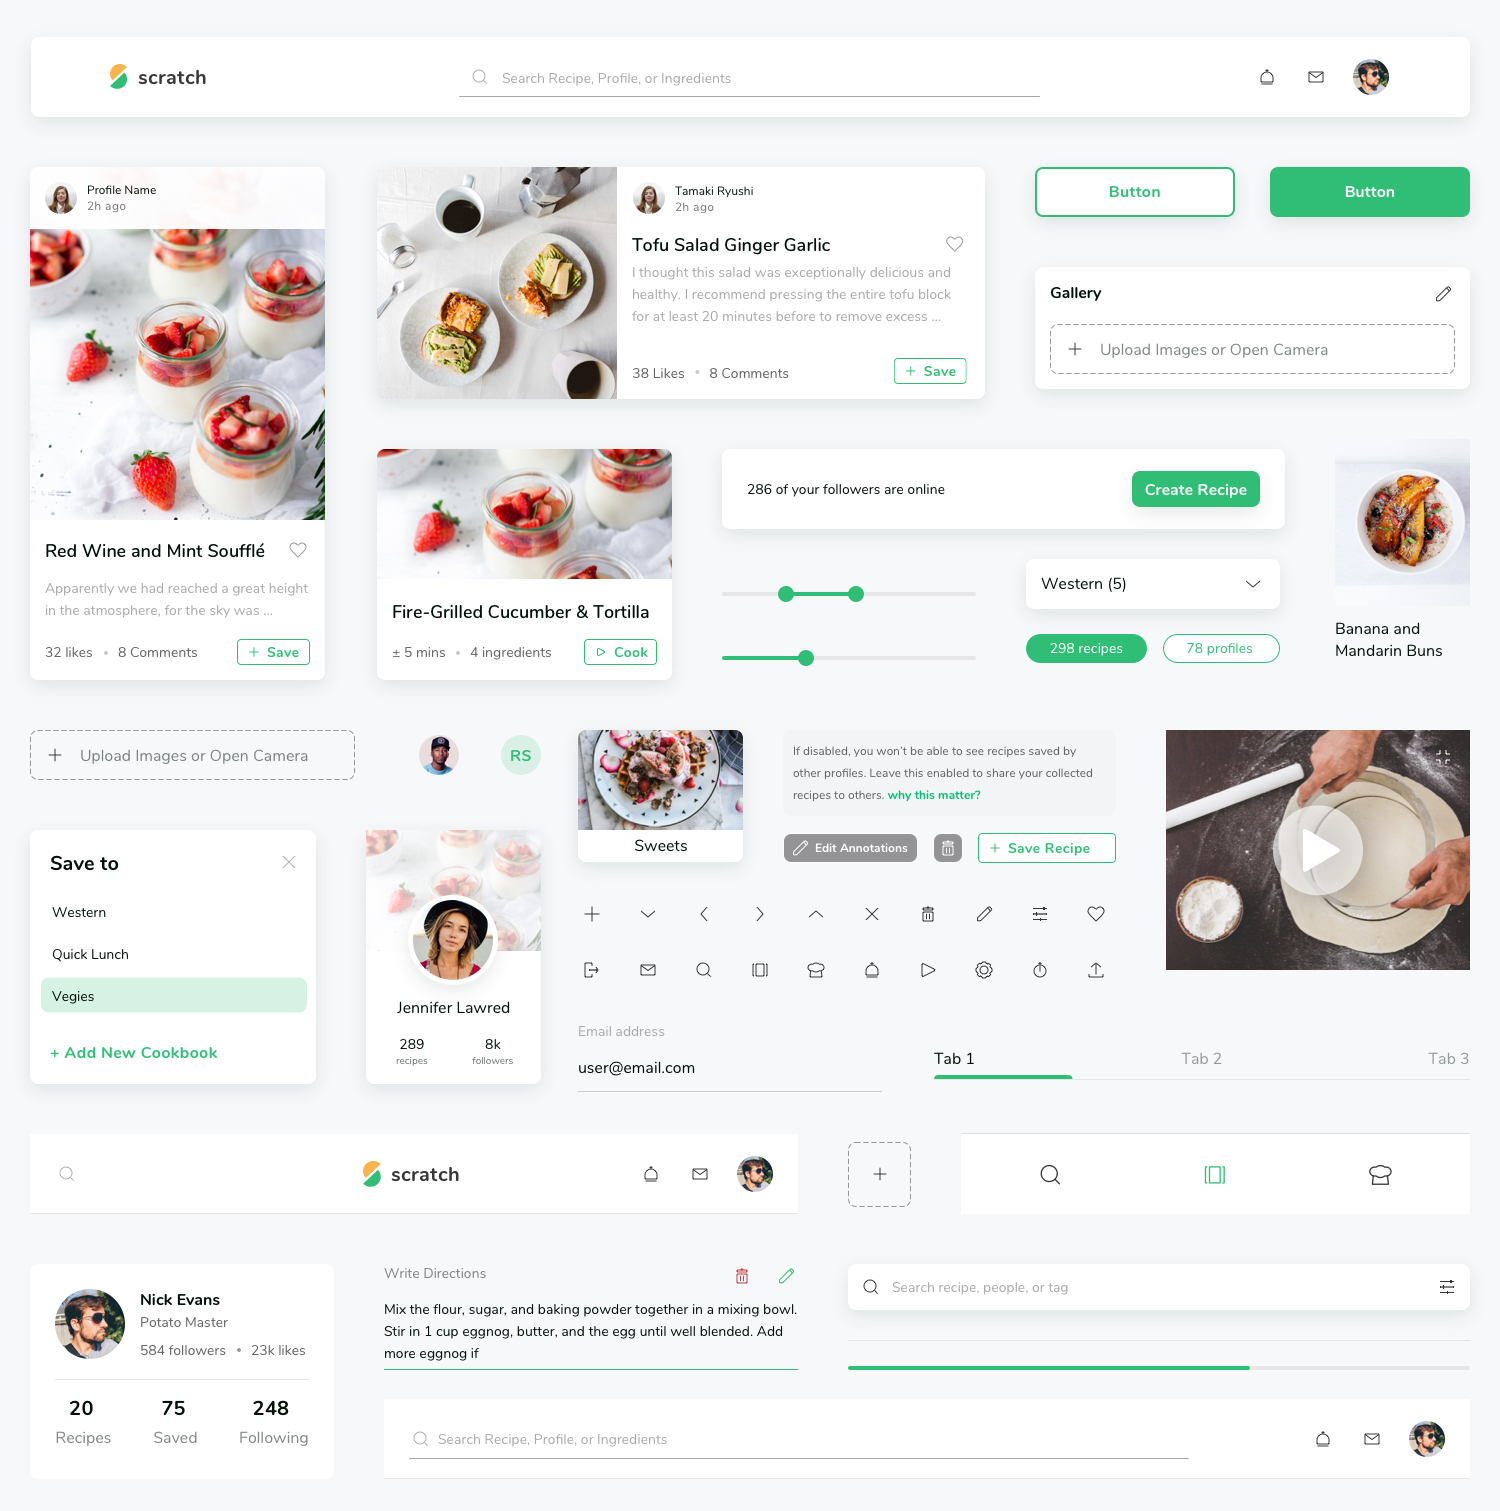 scratch
Search Recipe, Profile, or Ingredients
Profile Name
2h ago
Red Wine and Mint Soufflé
Apparently we had reached a great height
in the atmosphere, for the sky was ...
32 likes • 8 Comments
+ Save
Tamaki Ryushi
2h ago
Tofu Salad Ginger Garlic
I thought this salad was exceptionally delicious and
healthy. I recommend pressing the entire tofu block
for at least 20 minutes before to remove excess ...
38 Likes • 8 Comments
+ Save
Button
Button
Gallery
+ Upload Images or Open Camera
Fire-Grilled Cucumber & Tortilla
± 5 mins • 4 ingredients
Cook
286 of your followers are online
Create Recipe
Western (5)
298 recipes
78 profiles
Banana and
Mandarin Buns
+ Upload Images or Open Camera
RS
Sweets
If disabled, you won't be able to see recipes saved by
other profiles. Leave this enabled to share your collected
recipes to others. why this matter?
Edit Annotations
+ Save Recipe
Save to
Western
Quick Lunch
Vegies
+ Add New Cookbook
Jennifer Lawred
289
recipes
8k
followers
Email address
user@email.com
Tab 1
Tab 2
Tab 3
scratch
Nick Evans
Potato Master
584 followers • 23k likes
20
Recipes
75
Saved
248
Following
Write Directions
Mix the flour, sugar, and baking powder together in a mixing bowl.
Stir in 1 cup eggnog, butter, and the egg until well blended. Add
more eggnog if
Search recipe, people, or tag
Search Recipe, Profile, or Ingredients